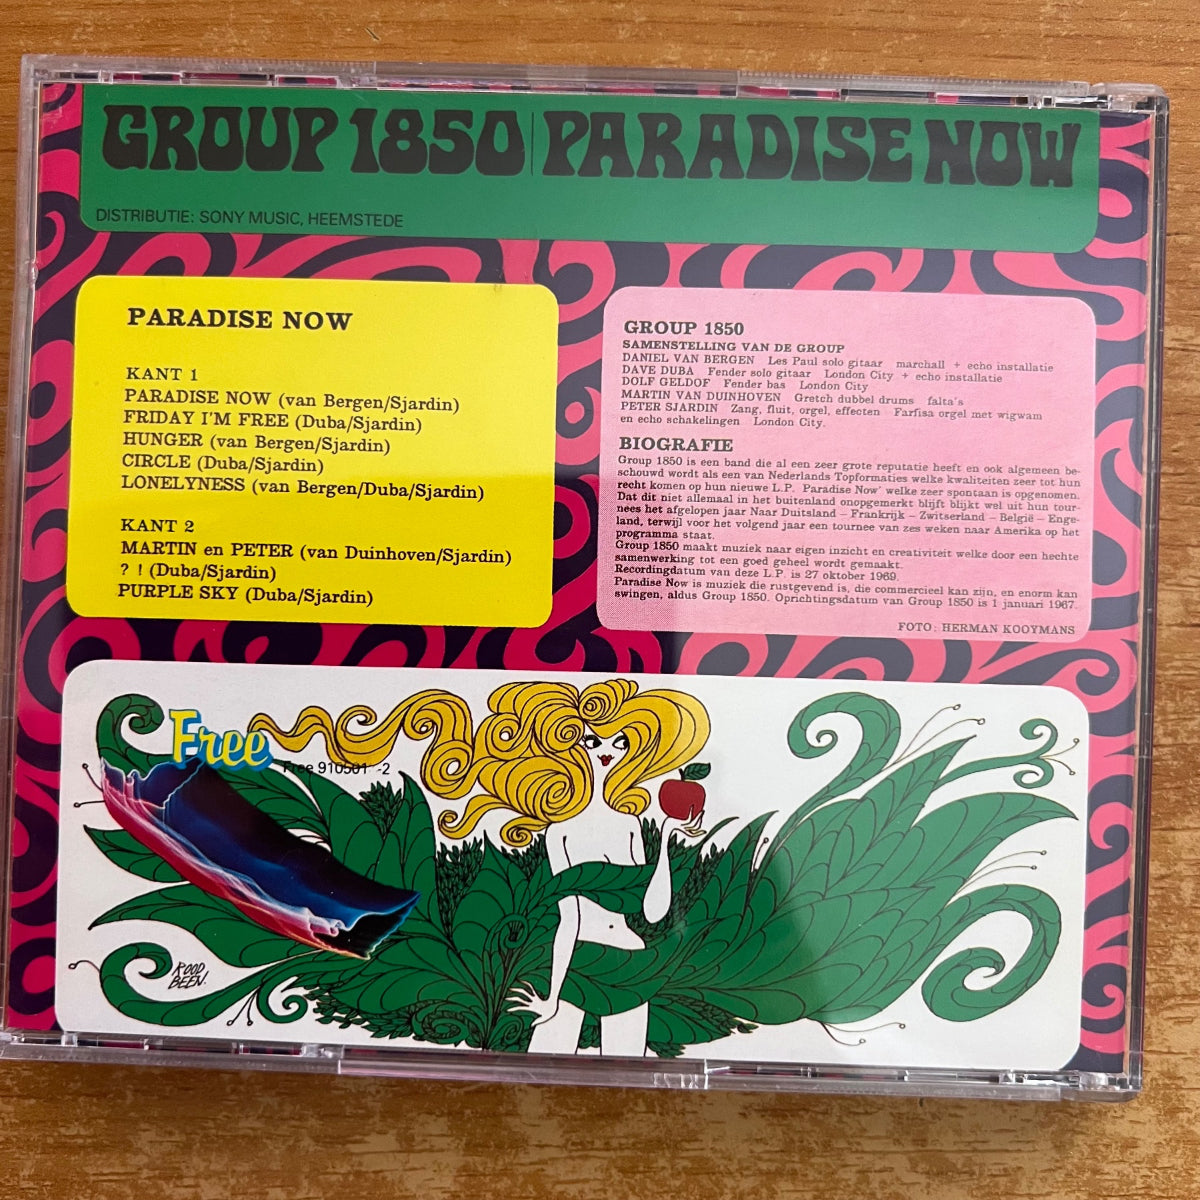 GROUP 1850 PARADISE NOW
DISTRIBUTIE: SONY MUSIC, HEEMSTEDE
PARADISE NOW
KANT 1
PARADISE NOW (van Bergen/Sjardin)
FRIDAY I'M FREE (Duba/Sjardin)
HUNGER (van Bergen/Sjardin)
CIRCLE (Duba/Sjardin)
LONELYNESS (van Bergen/Duba/Sjardin)
KANT 2
MARTIN en PETER (van Duinhoven/Sjardin)
? ! (Duba/Sjardin)
PURPLE SKY (Duba/Sjardin)
GROUP 1850
SAMENSTELLING VAN DE GROUP
DANIEL VAN BERGEN Les Paul solo gitaar marchall + echo installatie
DAVE DUBA Fender solo gitaar London City + echo installatie
DOLF GELDOF Fender bas London City
MARTIN VAN DUINHOVEN Gretch dubbel drums falta's
PETER SJARDIN Zang, fluit, orgel, effecten Farfisa orgel met wigwam
en echo schakelingen London City.
BIOGRAFIE
Group 1850 is een band die al een zeer grote reputatie heeft en ook algemeen be-
schouwd wordt als een van Nederlands Topformaties welke kwaliteiten zeer tot hun
recht komen op hun nieuwe L.P. Paradise Now' welke zeer spontaan is opgenomen.
Dat dit niet allemaal in het buitenland onopgemerkt blijft blijkt wel uit hun tour-
nees het afgelopen jaar Naar Duitsland – Frankrijk – Zwitserland – België – Enge-
land, terwijl voor het volgend jaar een tournee van zes weken naar Amerika op het
programma staat.
Group 1850 maakt muziek naar eigen inzicht en creativiteit welke door een hechte
samenwerking tot een goed geheel wordt gemaakt.
Recordingdatum van deze L.P. is 27 oktober 1969.
Paradise Now is muziek die rustgevend is, die commercieel kan zijn, en enorm kan
swingen, aldus Group 1850. Oprichtingsdatum van Group 1850 is 1 januari 1967.
FOTO: HERMAN KOOYMANS
Free
Free 910501 -2
ROOD
BEEN.